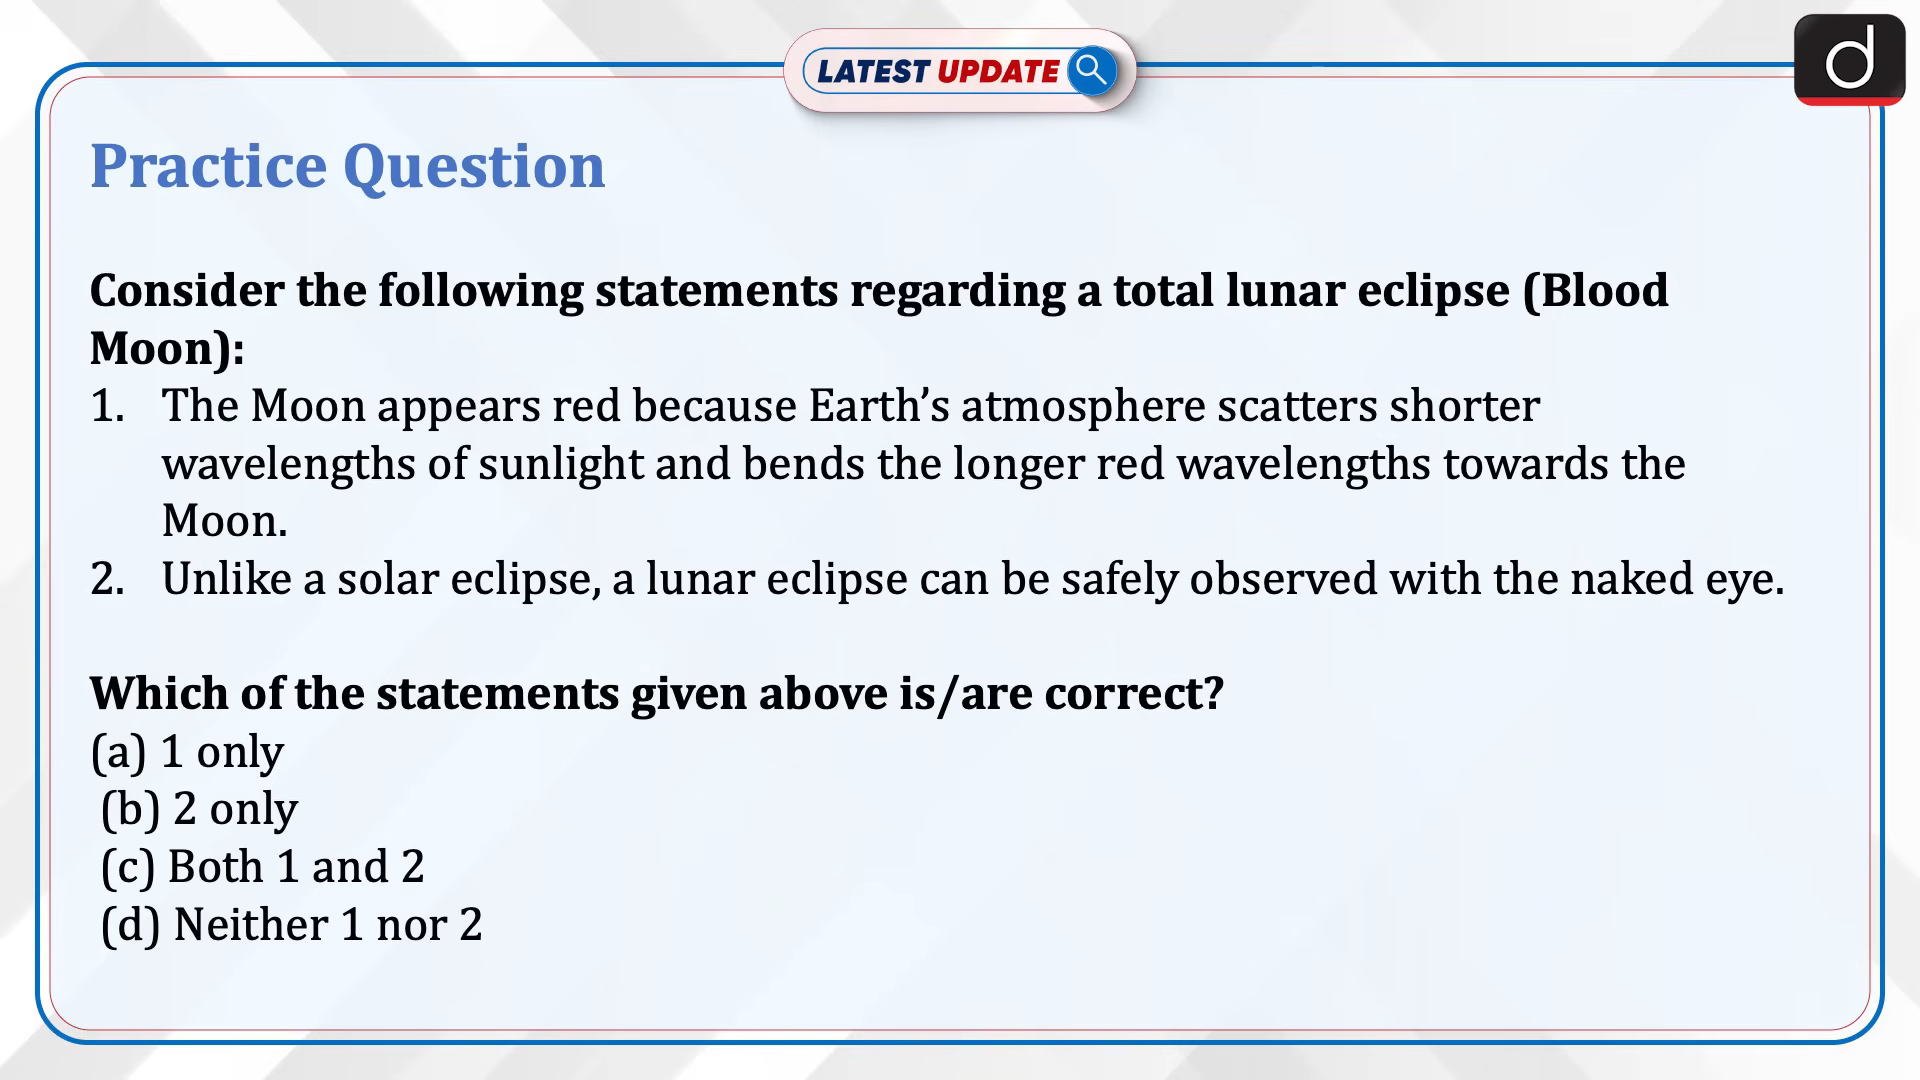 LATEST UPDATE
d
Practice Question
Consider the following statements regarding a total lunar eclipse (Blood
Moon):
1. The Moon appears red because Earth’s atmosphere scatters shorter
wavelengths of sunlight and bends the longer red wavelengths towards the
Moon.
2. Unlike a solar eclipse, a lunar eclipse can be safely observed with the naked eye.
Which of the statements given above is/are correct?
(a) 1 only
(b) 2 only
(c) Both 1 and 2
(d) Neither 1 nor 2